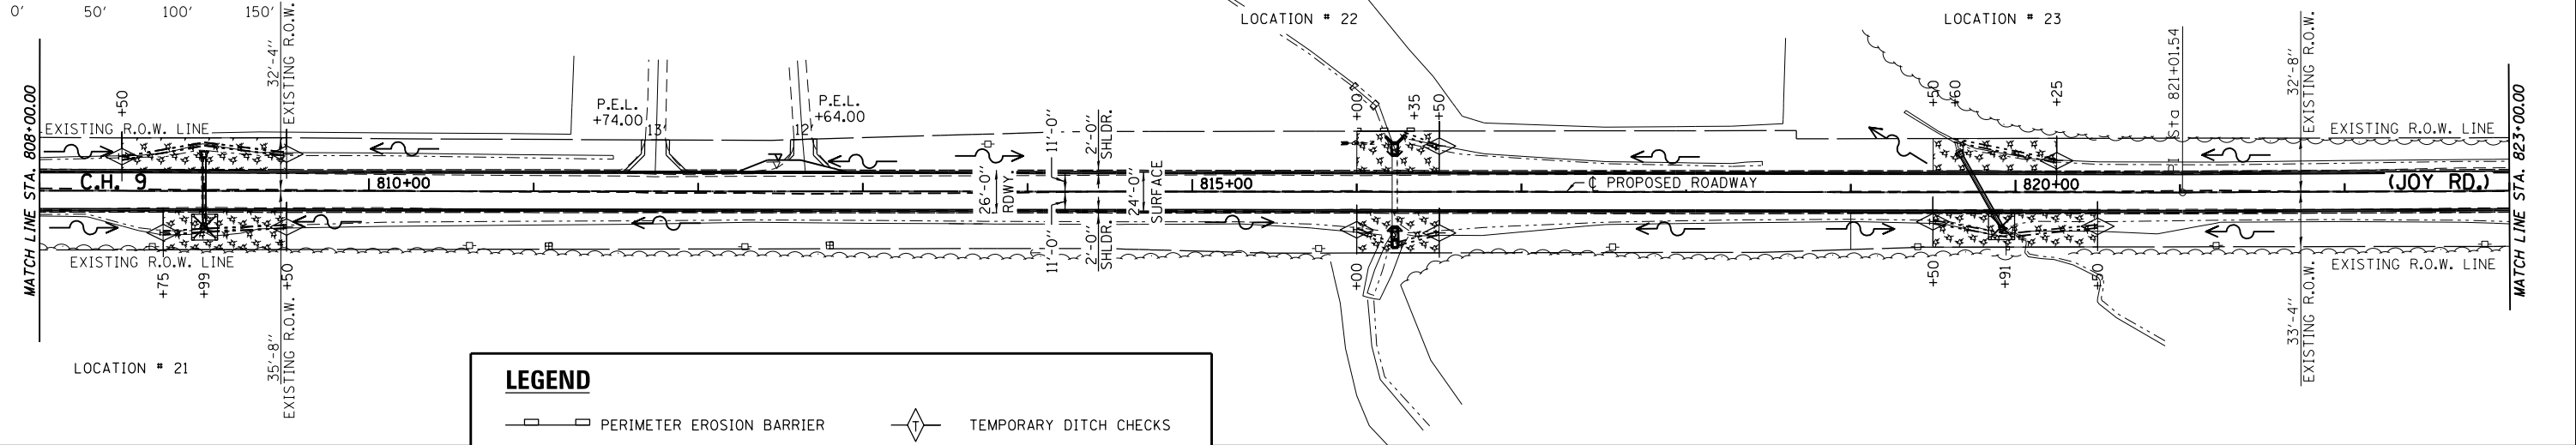 0' 50' 100' 150'
LOCATION # 22
LOCATION # 23
MATCH LINE STA. 808+00.00
+50
32'-4"
EXISTING R.O.W.
EXISTING R.O.W. LINE
P.E.L.
+74.00
13'
P.E.L.
+64.00
12'
11'-0"
2'-0"
SHLDR.
+00
+35
+50
+50
+60
+25
Sta 821+01.54
32'-8"
EXISTING R.O.W.
EXISTING R.O.W. LINE
MATCH LINE STA. 823+00.00
C.H. 9
810+00
26'-0"
RDWY.
24'-0"
SURFACE
815+00
℄ PROPOSED ROADWAY
820+00
(JOY RD.)
EXISTING R.O.W. LINE
+75
+99
+50
35'-8"
EXISTING R.O.W.
11'-0"
2'-0"
SHLDR.
+00
+50
+91
+50
33'-4"
EXISTING R.O.W.
EXISTING R.O.W. LINE
LOCATION # 21
LEGEND
PERIMETER EROSION BARRIER
T
TEMPORARY DITCH CHECKS